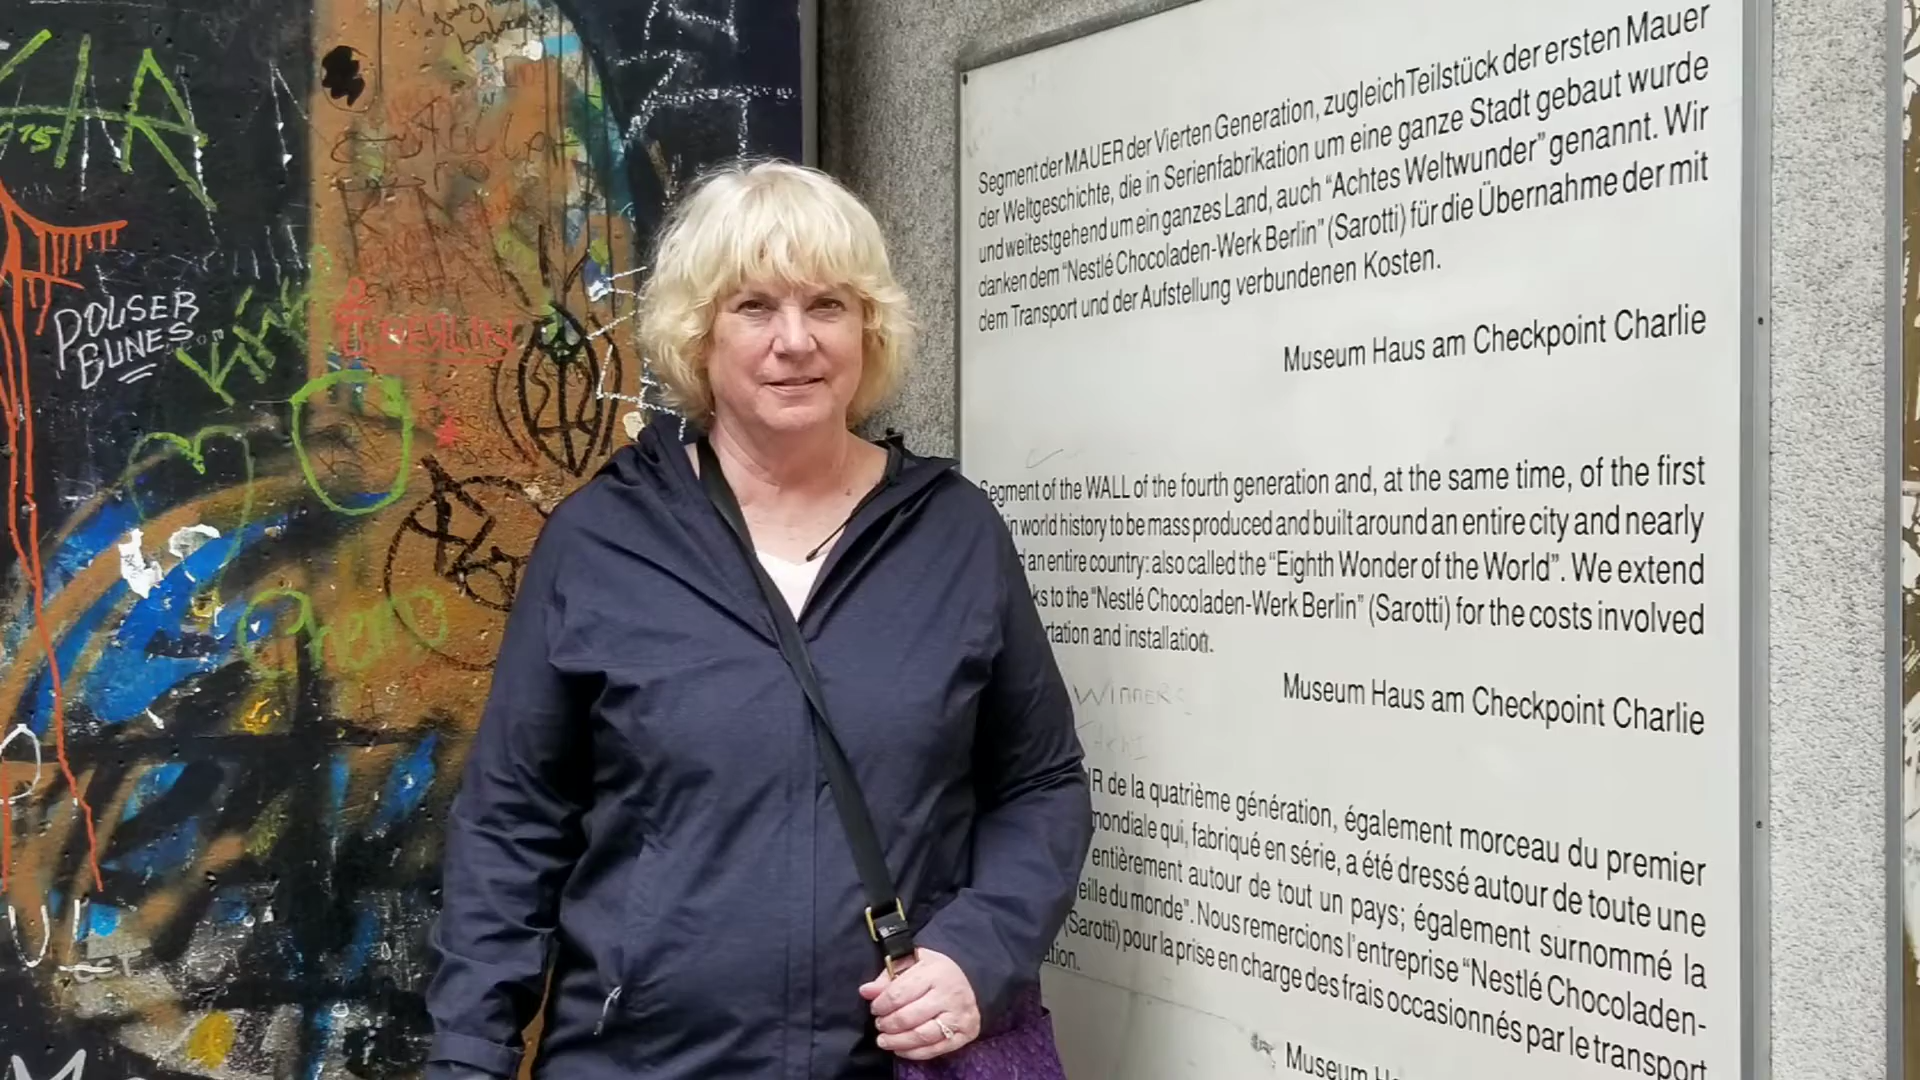 POUSER
BUNES...
T. BERLIN
Segment der MAUER der Vierten Generation, zugleich Teilstück der ersten Mauer
der Weltgeschichte, die in Serienfabrikation um eine ganze Stadt gebaut wurde
und weitestgehend um ein ganzes Land, auch "Achtes Weltwunder" genannt. Wir
danken dem "Nestlé Chocoladen-Werk Berlin" (Sarotti) für die Übernahme der mit
dem Transport und der Aufstellung verbundenen Kosten.
Museum Haus am Checkpoint Charlie
Segment of the WALL of the fourth generation and, at the same time, of the first
in world history to be mass produced and built around an entire city and nearly
an entire country: also called the "Eighth Wonder of the World". We extend
to the "Nestlé Chocoladen-Werk Berlin" (Sarotti) for the costs involved
and installation.
Museum Haus am Checkpoint Charlie
WINNERS
de la quatrième génération, également morceau du premier
mondiale qui, fabriqué en série, a été dressé autour de toute une
entièrement autour de tout un pays; également surnommé la
du monde". Nous remercions l'entreprise "Nestlé Chocoladen-
(Sarotti) pour la prise en charge des frais occasionnés par le transport
Museum